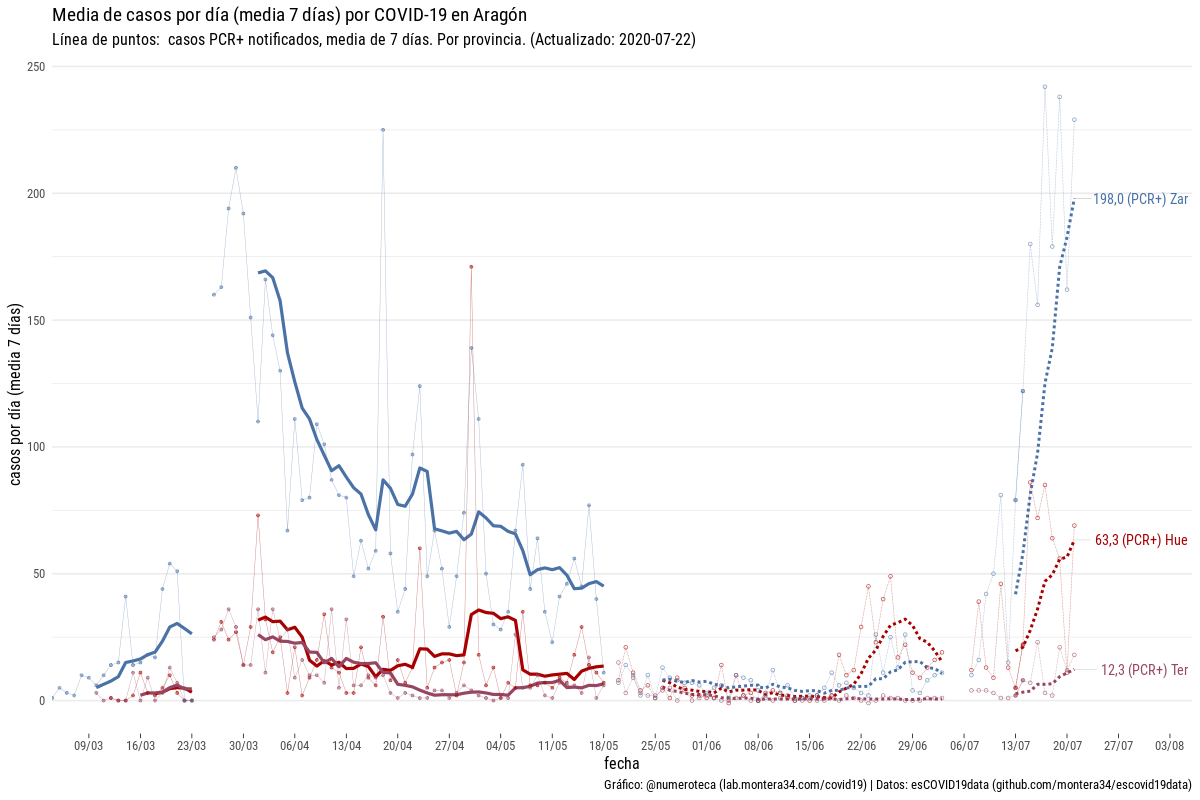 Media de casos por día (media 7 días) por COVID-19 en Aragón
Línea de puntos:  casos PCR+ notificados, media de 7 días. Por provincia. (Actualizado: 2020-07-22)
casos por día (media 7 días)
250
200
150
100
50
0
198,0 (PCR+) Zar
63,3 (PCR+) Hue
12,3 (PCR+) Ter
09/03 16/03 23/03 30/03 06/04 13/04 20/04 27/04 04/05 11/05 18/05 25/05 01/06 08/06 15/06 22/06 29/06 06/07 13/07 20/07 27/07 03/08
fecha
Gráfico: @numeroteca (lab.montera34.com/covid19) | Datos: esCOVID19data (github.com/montera34/escovid19data)